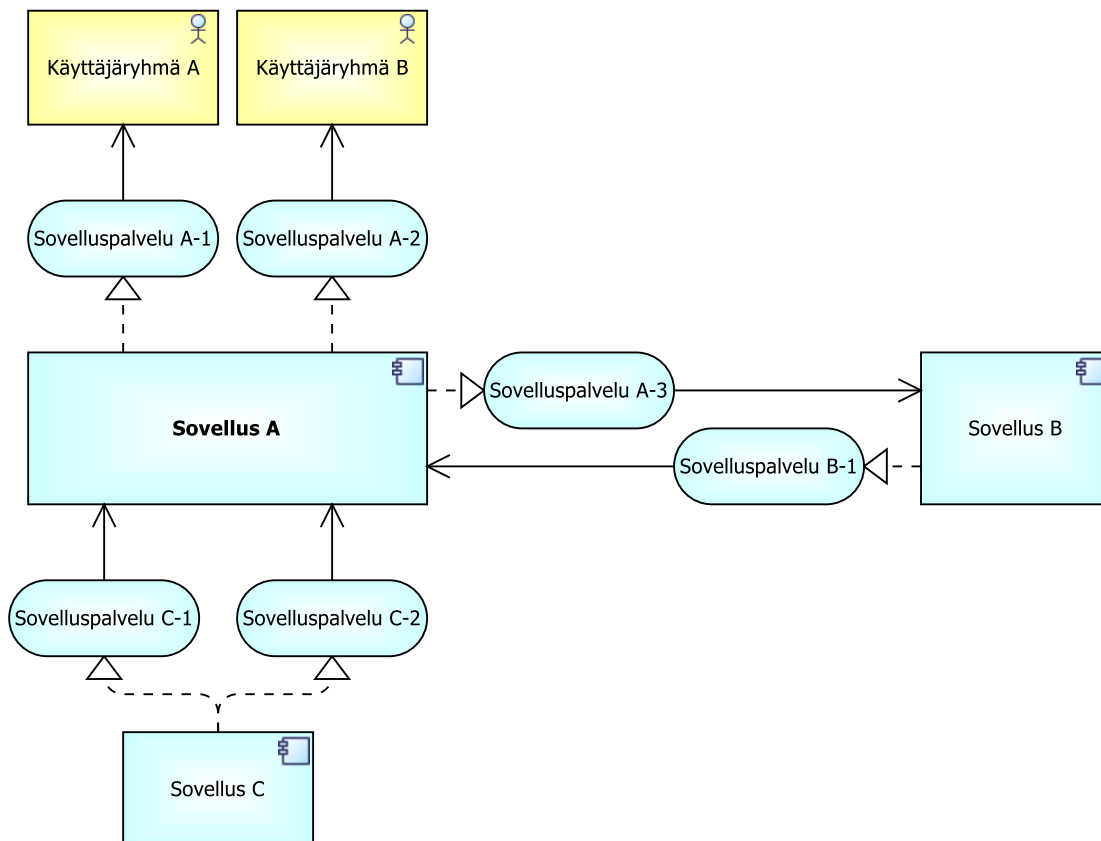 Käyttäjäryhmä A
Käyttäjäryhmä B
Sovelluspalvelu A-1
Sovelluspalvelu A-2
Sovellus A
Sovelluspalvelu A-3
Sovellus B
Sovelluspalvelu B-1
Sovelluspalvelu C-1
Sovelluspalvelu C-2
Sovellus C